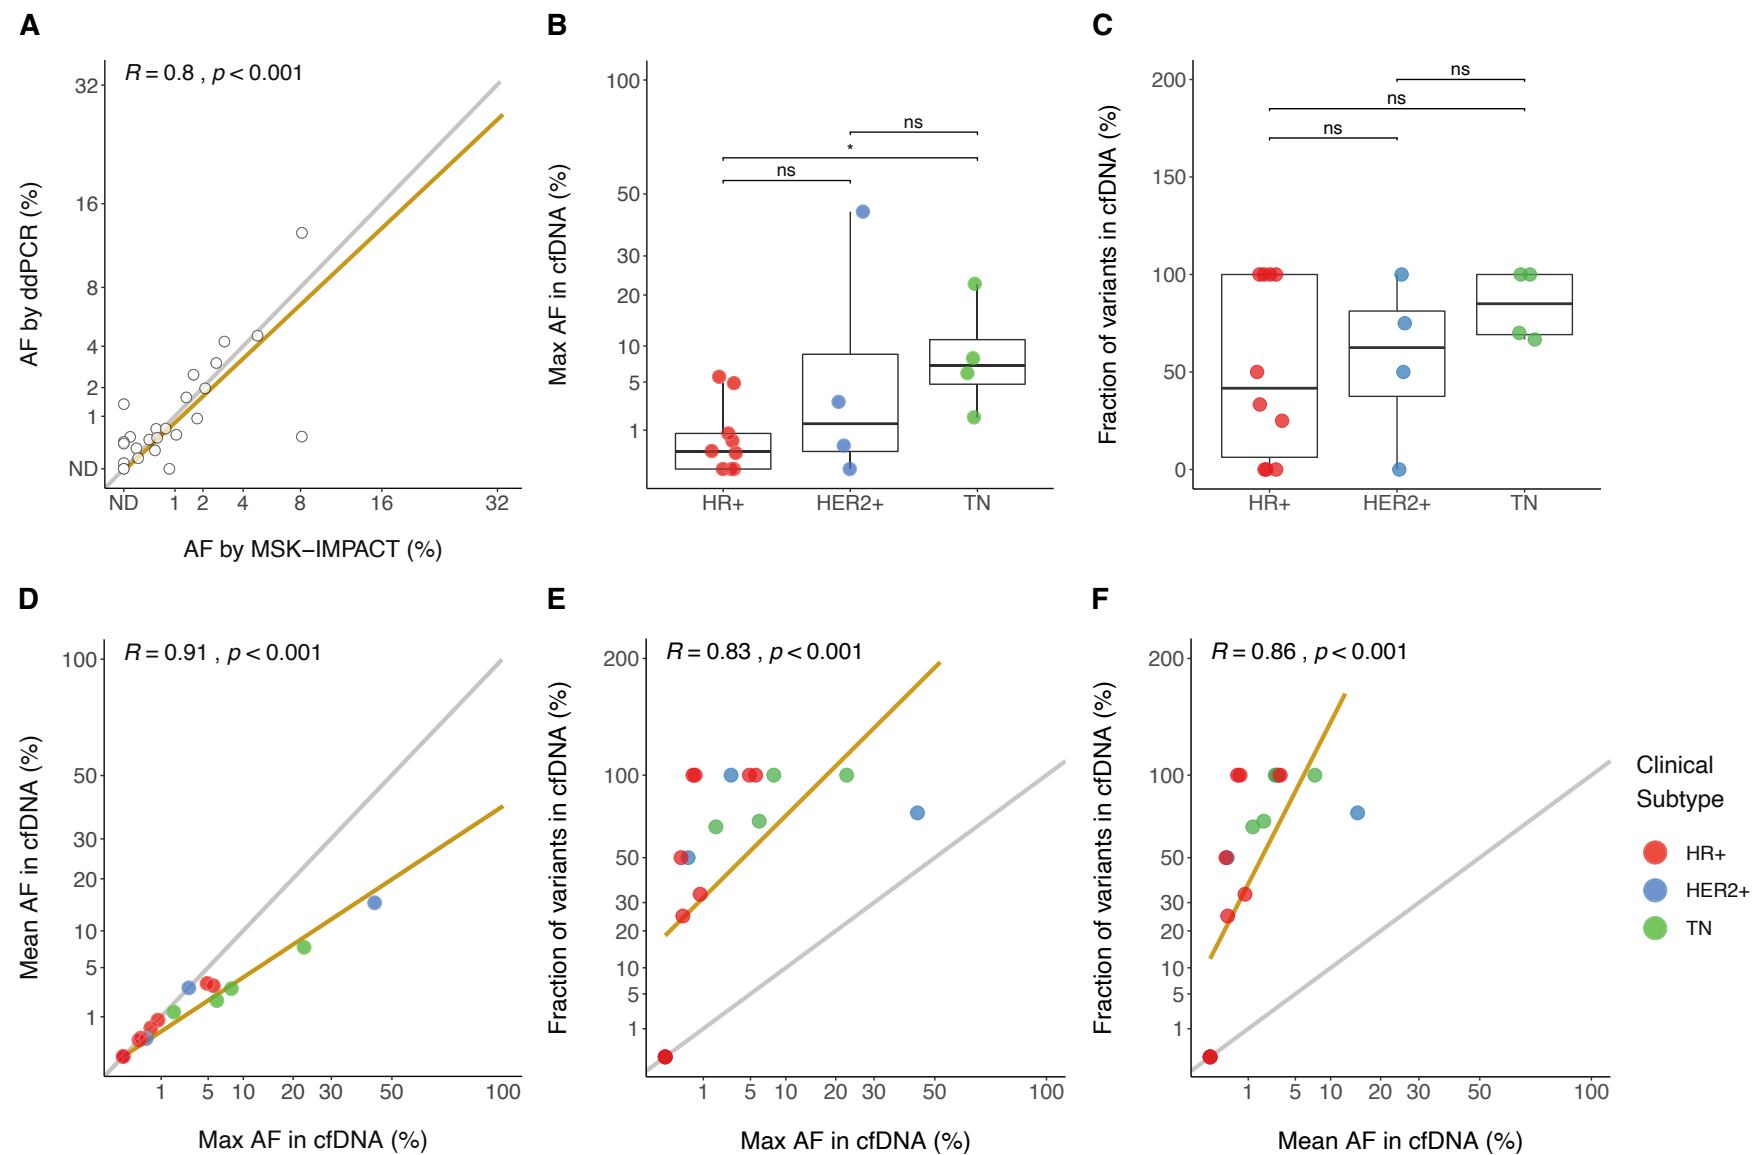 A
R = 0.8 , p < 0.001
AF by ddPCR (%)
32
16
8
4
2
1
ND
ND 1 2 4 8 16 32
AF by MSK−IMPACT (%)
B
Max AF in cfDNA (%)
100
50
30
20
10
5
1
ns
*
ns
HR+ HER2+ TN
C
Fraction of variants in cfDNA (%)
200
150
100
50
0
ns
ns
ns
HR+ HER2+ TN
D
R = 0.91 , p < 0.001
Mean AF in cfDNA (%)
100
50
30
20
10
5
1
1 5 10 20 30 50 100
Max AF in cfDNA (%)
E
R = 0.83 , p < 0.001
Fraction of variants in cfDNA (%)
200
100
50
30
20
10
5
1
1 5 10 20 30 50 100
Max AF in cfDNA (%)
F
R = 0.86 , p < 0.001
Fraction of variants in cfDNA (%)
200
100
50
30
20
10
5
1
1 5 10 20 30 50 100
Mean AF in cfDNA (%)
Clinical
Subtype
HR+
HER2+
TN